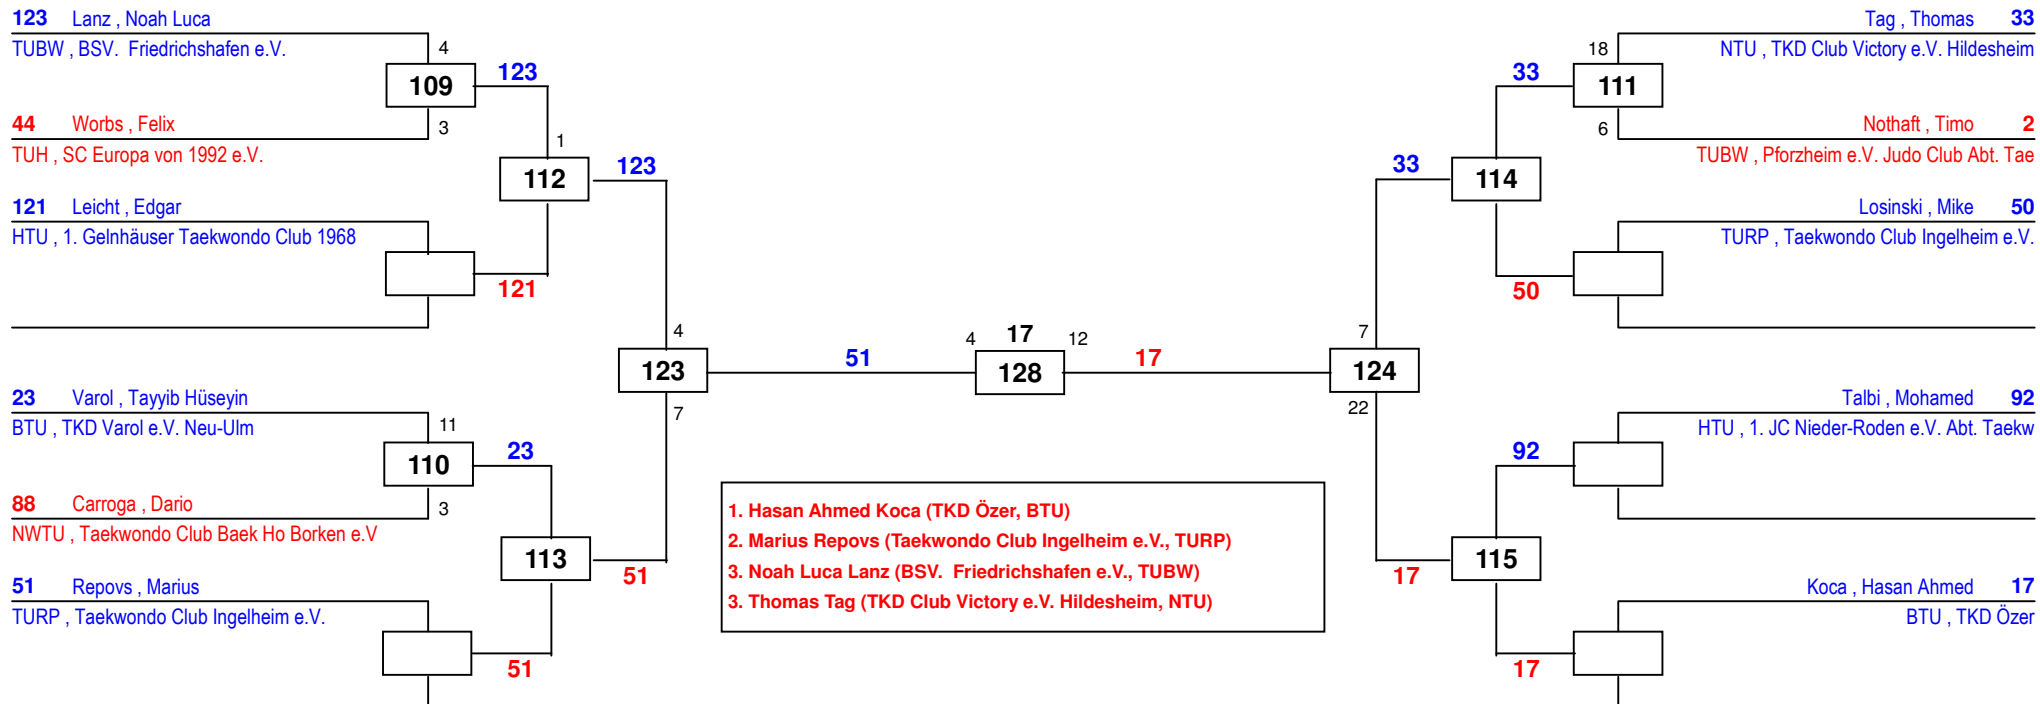 123 Lanz , Noah Luca
TUBW , BSV.  Friedrichshafen e.V.
4
109
123
44 Worbs , Felix
3
TUH , SC Europa von 1992 e.V.
1
112
123
121 Leicht , Edgar
HTU , 1. Gelnhäuser Taekwondo Club 1968
121
4
123
7
51
23 Varol , Tayyib Hüseyin
BTU , TKD Varol e.V. Neu-Ulm
11
110
23
88 Carroga , Dario
3
NWTU , Taekwondo Club Baek Ho Borken e.V
113
51
51 Repovs , Marius
TURP , Taekwondo Club Ingelheim e.V.
51
4 17 12
128
17
1. Hasan Ahmed Koca (TKD Özer, BTU)
2. Marius Repovs (Taekwondo Club Ingelheim e.V., TURP)
3. Noah Luca Lanz (BSV.  Friedrichshafen e.V., TUBW)
3. Thomas Tag (TKD Club Victory e.V. Hildesheim, NTU)
Tag , Thomas 33
18
NTU , TKD Club Victory e.V. Hildesheim
33
111
6
Nothaft , Timo 2
TUBW , Pforzheim e.V. Judo Club Abt. Tae
33
114
Losinski , Mike 50
TURP , Taekwondo Club Ingelheim e.V.
50
7
124
22
Talbi , Mohamed 92
HTU , 1. JC Nieder-Roden e.V. Abt. Taekw
92
115
17
Koca , Hasan Ahmed 17
BTU , TKD Özer
17